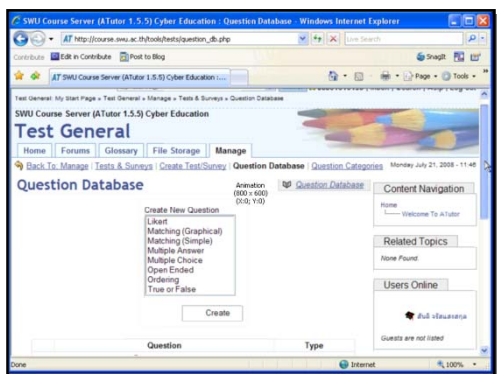 SWU Course Server (ATutor 1.5.5) Cyber Education : Question Database - Windows Internet Explorer
http://course.swu.ac.th/tools/tests/question_db.php
Live Search
Contribute Edit in Contribute Post to Blog
SnagIt
SWU Course Server (ATutor 1.5.5) Cyber Education :...
Page Tools
Test General: My Start Page » Test General » Manage » Tests & Surveys » Question Database
SWU Course Server (ATutor 1.5.5) Cyber Education
Test General
Home Forums Glossary File Storage Manage
Back To: Manage | Tests & Surveys | Create Test/Survey | Question Database | Question Categories Monday July 21, 2008 - 11:46
Question Database
Animation
(800 x 600)
(X:0; Y:0)
Question Database
Content Navigation
Home
Welcome To ATutor
Create New Question
Likert
Matching (Graphical)
Matching (Simple)
Multiple Answer
Multiple Choice
Open Ended
Ordering
True or False
Create
Related Topics
None Found.
Users Online
Guests are not listed
Question Type
Done Internet 100%